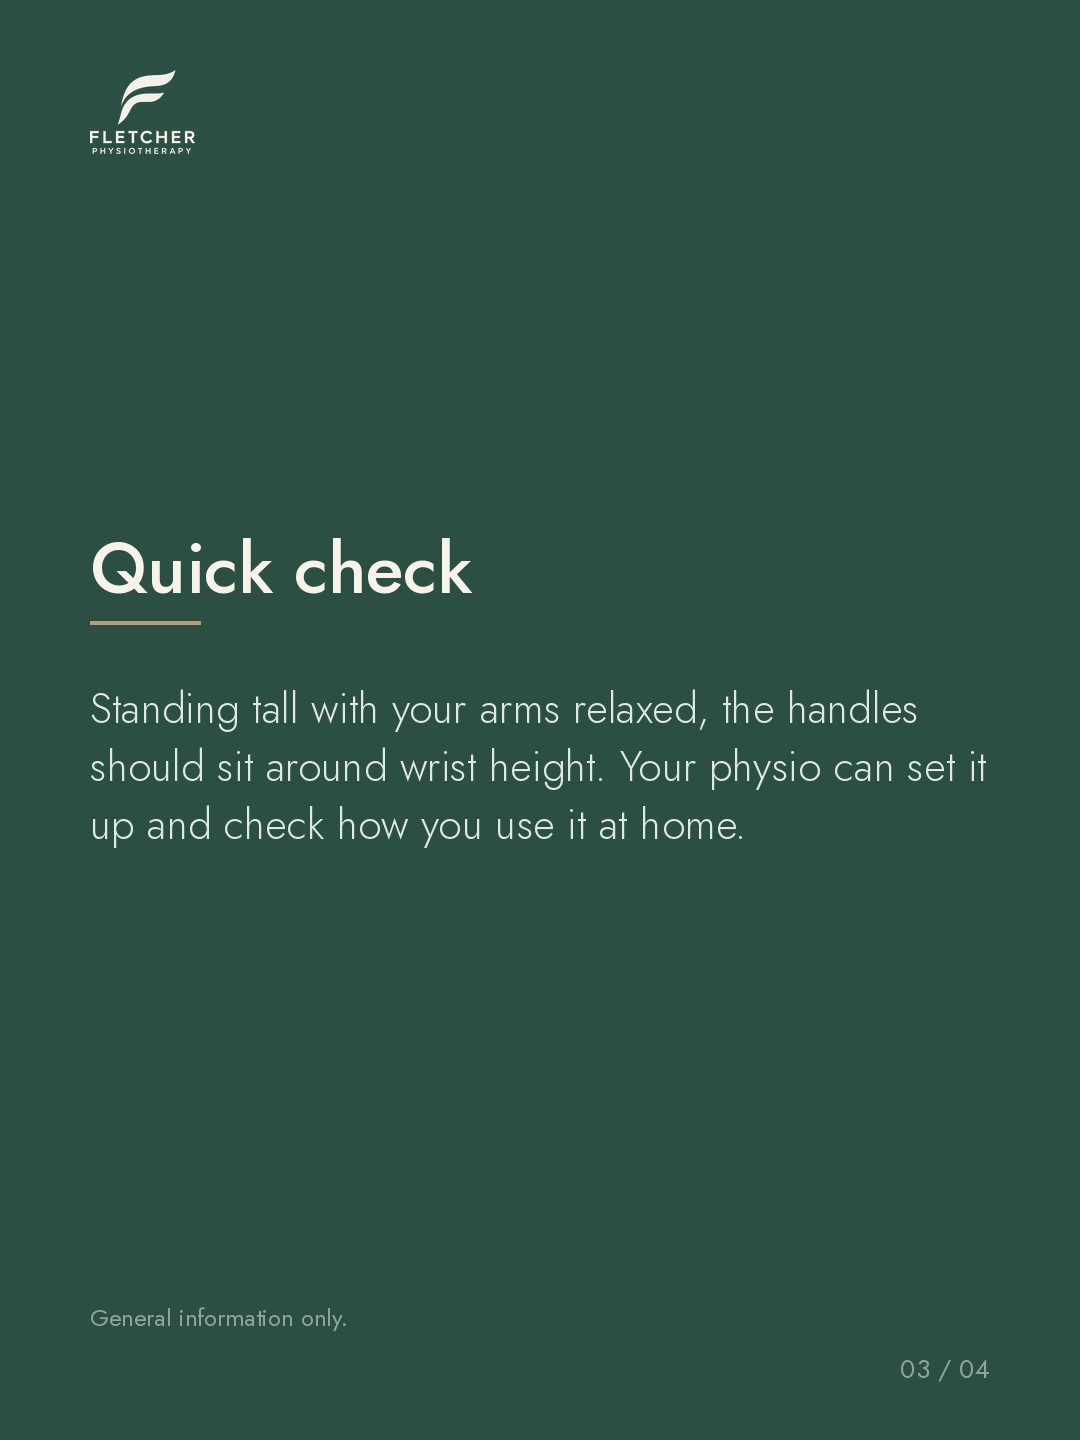 FLETCHER
PHYSIOTHERAPY
Quick check
Standing tall with your arms relaxed, the handles
should sit around wrist height. Your physio can set it
up and check how you use it at home.
General information only.
03 / 04